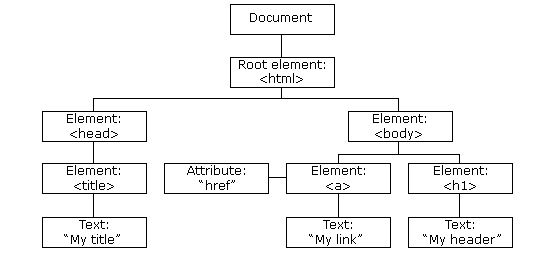 Document
Root element:
<html>
Element:
<head>
Element:
<body>
Element:
<title>
Attribute:
“href”
Element:
<a>
Element:
<h1>
Text:
“My title”
Text:
“My link”
Text:
“My header”